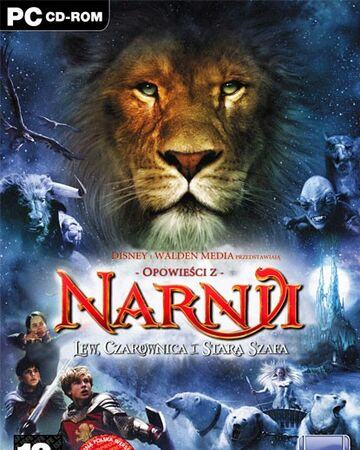 PC CD-ROM
DISNEY I WALDEN MEDIA PRZEDSTAWIAJĄ
- OPOWIEŚCI Z -
NARNII
LEW, CZAROWNICA I STARA SZAFA